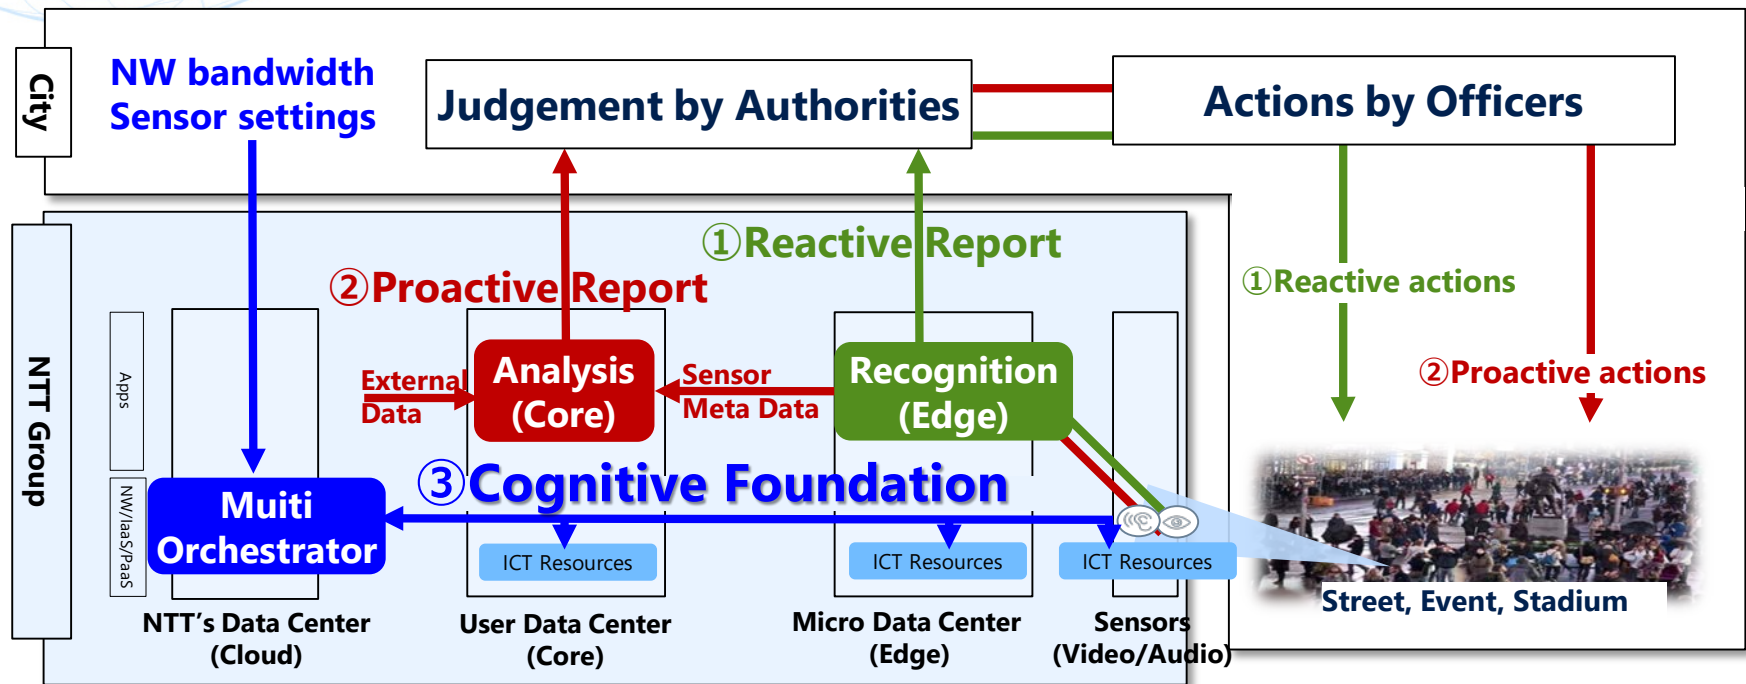 City
NW bandwidth
Sensor settings
Judgement by Authorities
Actions by Officers
NTT Group
①Reactive Report
②Proactive Report
①Reactive actions
②Proactive actions
Apps
External
Data
Analysis
(Core)
Sensor
Meta Data
Recognition
(Edge)
③Cognitive Foundation
NW/IaaS/PaaS
Muiti
Orchestrator
ICT Resources
ICT Resources
ICT Resources
Street, Event, Stadium
NTT’s Data Center
(Cloud)
User Data Center
(Core)
Micro Data Center
(Edge)
Sensors
(Video/Audio)